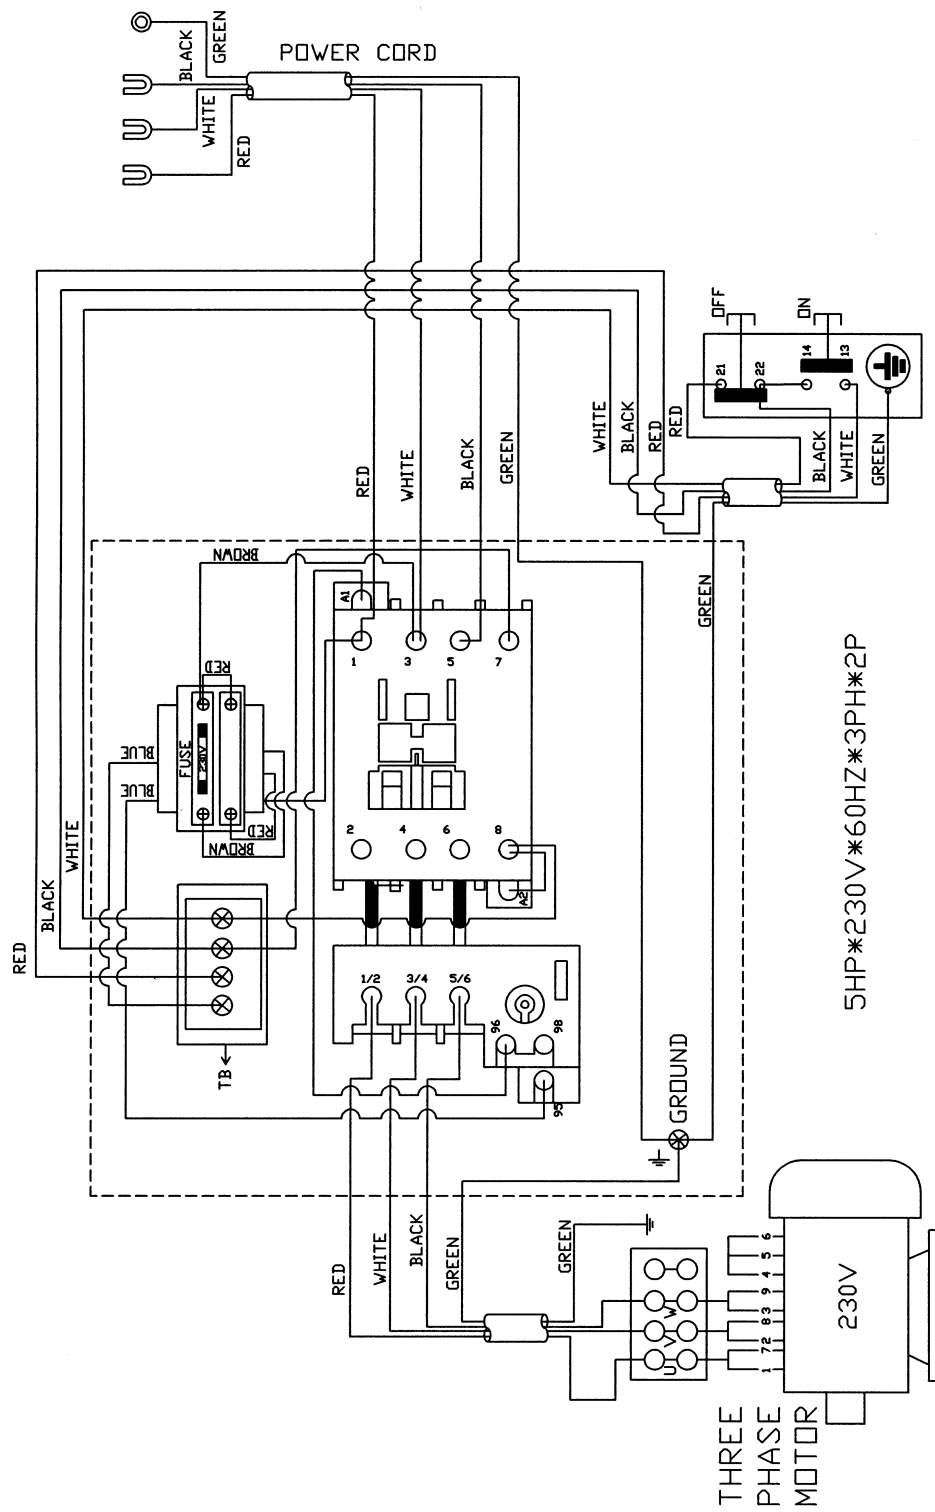 POWER CORD
GREEN
BLACK
WHITE
RED
OFF
ON
14
13
21
22
RED
WHITE
BLACK
GREEN
WHITE
BLACK
RED
RED
BLACK
WHITE
GREEN
BROWN
GREEN
A1
1
3
5
7
RED
BLUE
FUSE
230V
BLUE
RED
BROWN
2
4
6
8
A2
WHITE
BLACK
RED
1/2
3/4
5/6
96
98
95
TB
GROUND
5HP*230V*60HZ*3PH*2P
RED
WHITE
BLACK
GREEN
GREEN
U
V
W
1
7
2
8
3
9
4
5
6
230V
THREE
PHASE
MOTOR